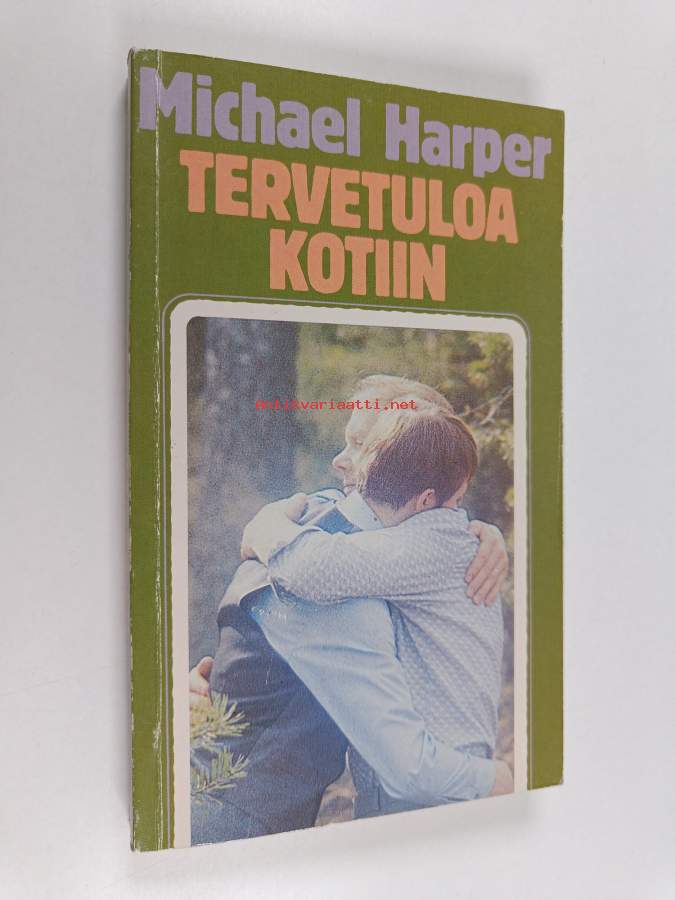 Michael Harper
TERVETULOA
KOTIIN
Antikvariaatti.net